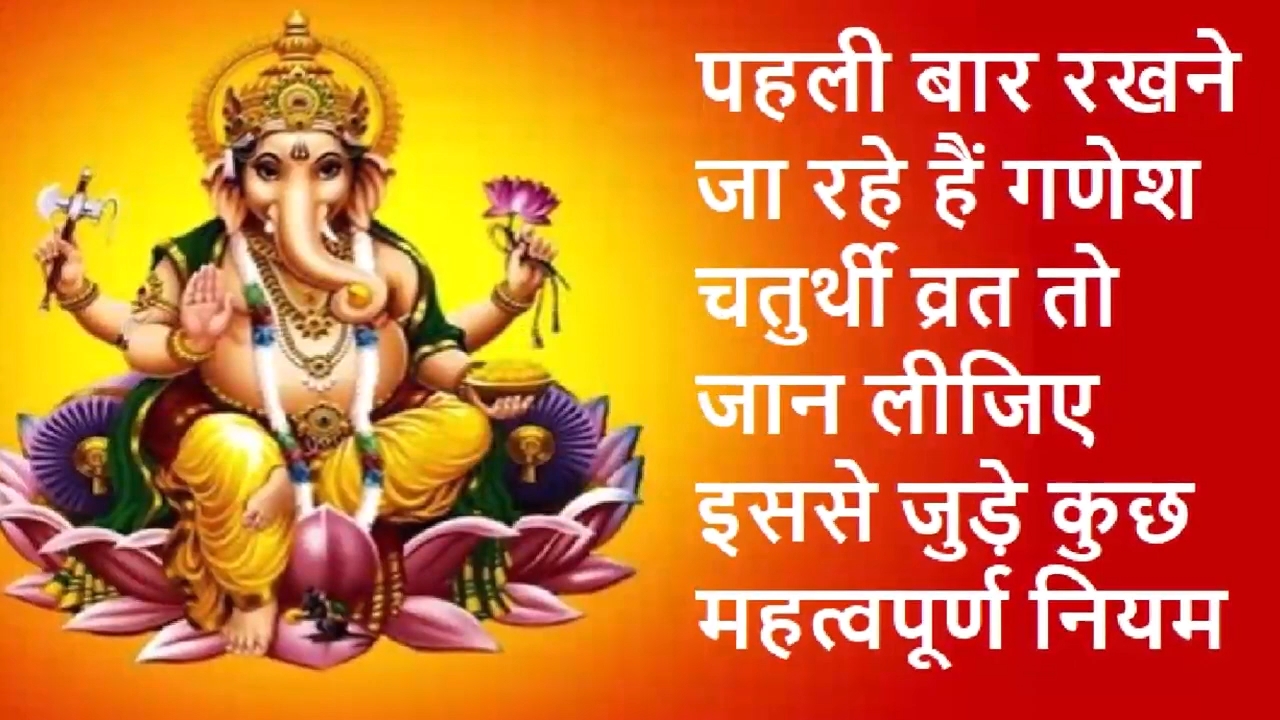 पहली बार रखने
जा रहे हैं गणेश
चतुर्थी व्रत तो
जान लीजिए
इससे जुड़े कुछ
महत्वपूर्ण नियम